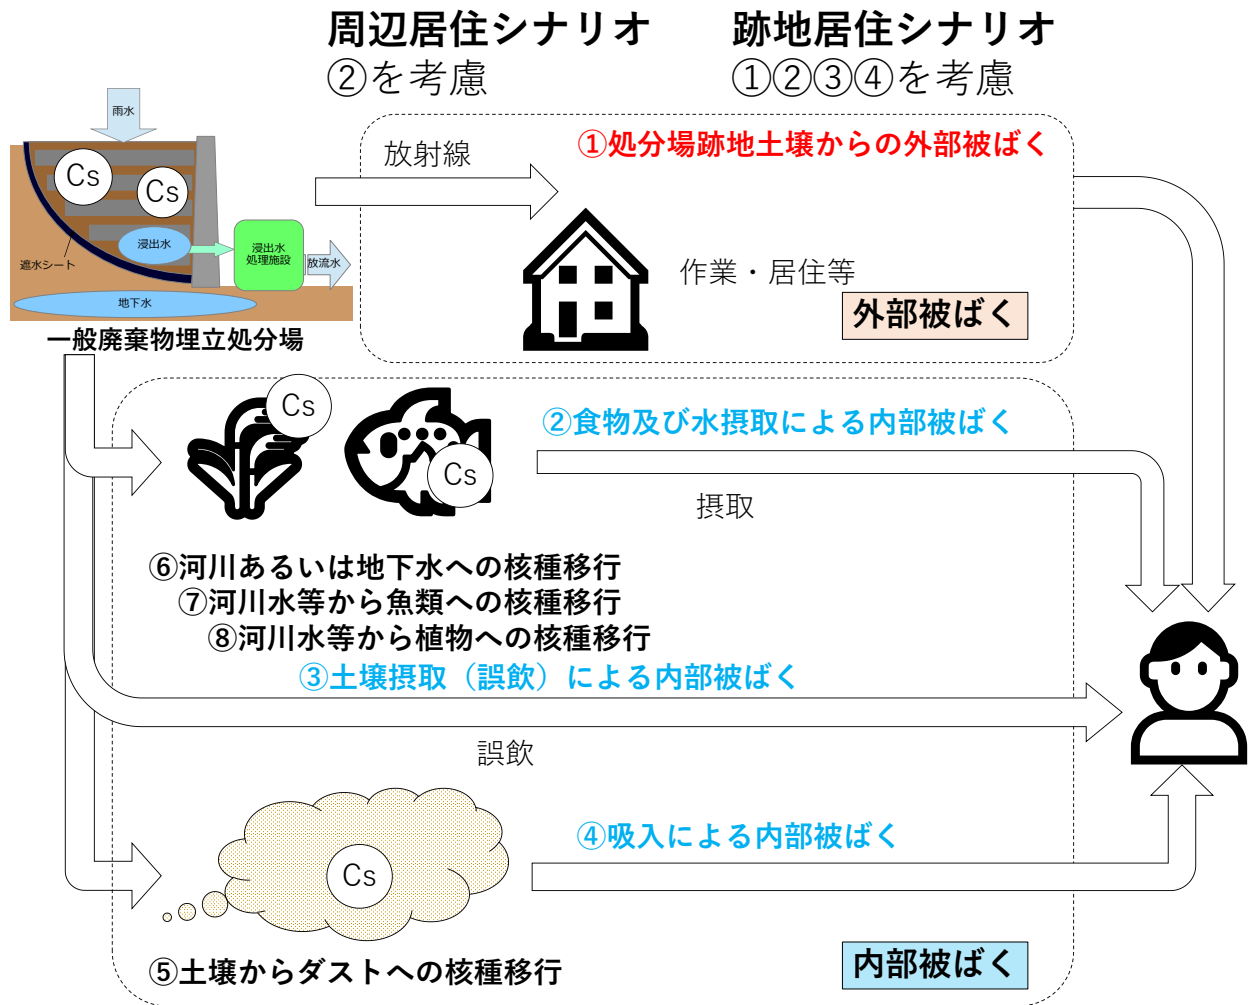 周辺居住シナリオ
②を考慮
跡地居住シナリオ
①②③④を考慮
雨水
Cs
Cs
浸出水
遮水シート
浸出水
処理施設
放流水
地下水
一般廃棄物埋立処分場
放射線
①処分場跡地土壌からの外部被ばく
作業・居住等
外部被ばく
Cs
Cs
②食物及び水摂取による内部被ばく
摂取
⑥河川あるいは地下水への核種移行
⑦河川水等から魚類への核種移行
⑧河川水等から植物への核種移行
③土壌摂取（誤飲）による内部被ばく
誤飲
④吸入による内部被ばく
Cs
⑤土壌からダストへの核種移行
内部被ばく